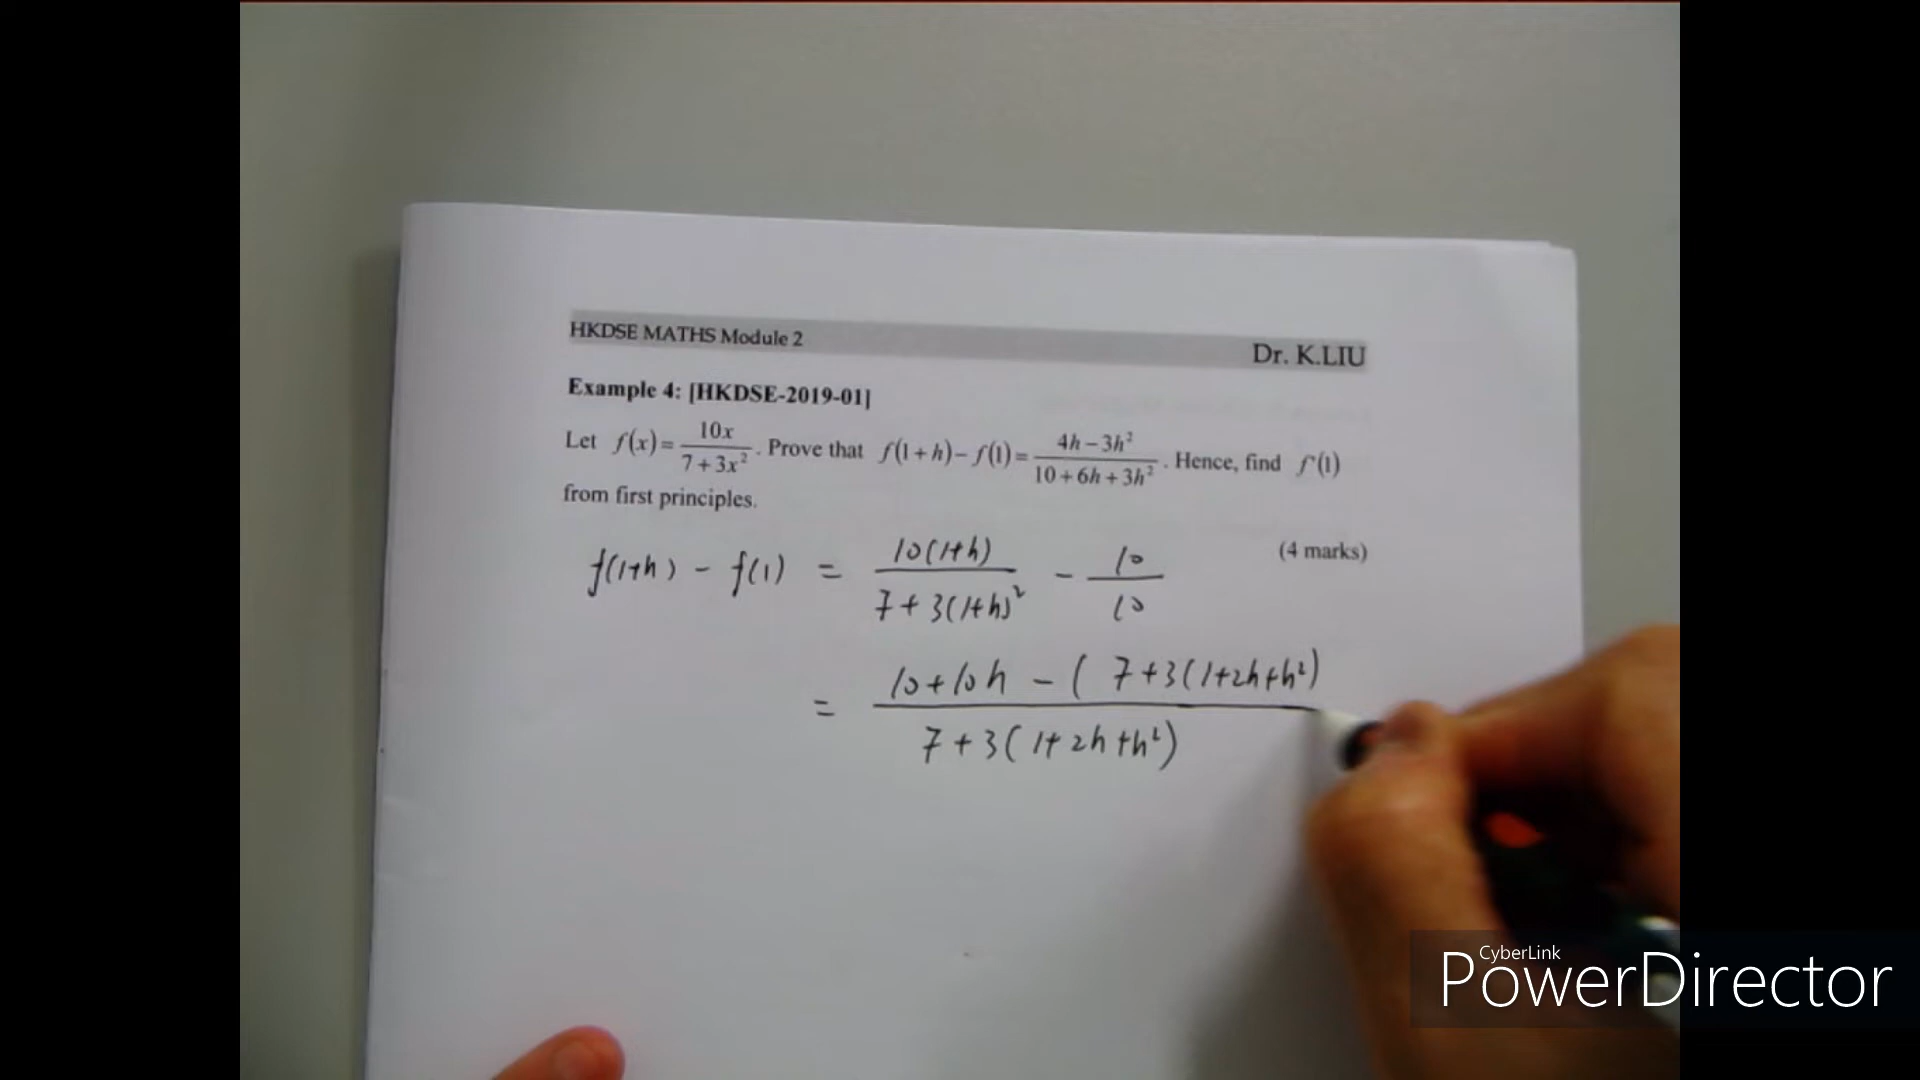 HKDSE MATHS Module 2
Dr. K.LIU
Example 4: [HKDSE-2019-01]
Let f(x) = 10x / (7 + 3x²). Prove that f(1 + h) − f(1) = (4h − 3h²) / (10 + 6h + 3h²). Hence, find f'(1)
from first principles.
(4 marks)
f(1+h) − f(1) = 10(1+h) / 7 + 3(1+h)² − 10 / 10
= 10 + 10h − ( 7 + 3(1+2h+h²) / 7 + 3(1+2h+h²)
CyberLink
PowerDirector